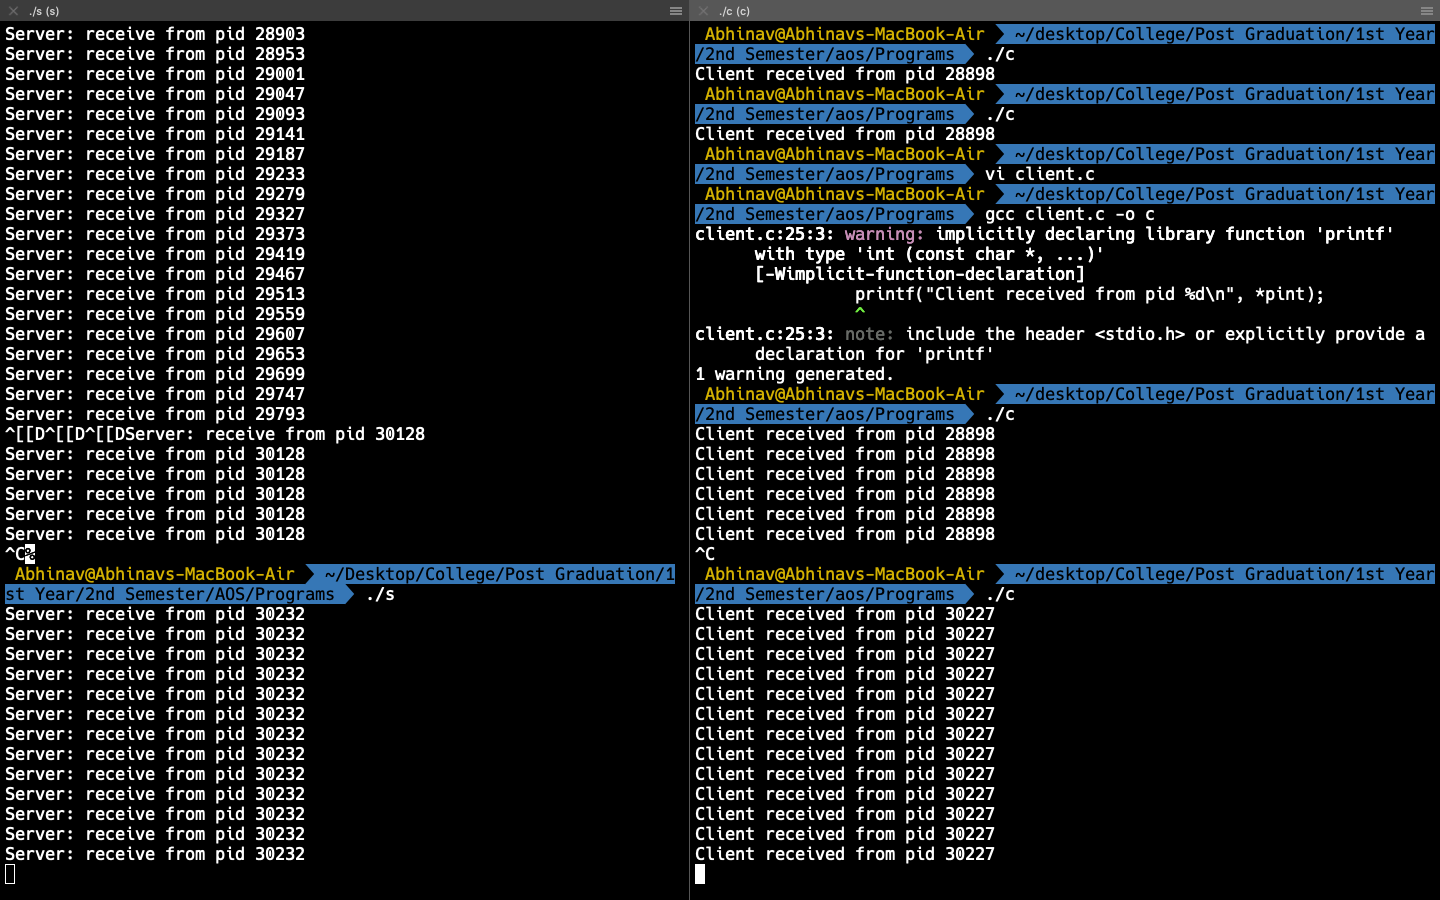 ./s (s)
Server: receive from pid 28903
Server: receive from pid 28953
Server: receive from pid 29001
Server: receive from pid 29047
Server: receive from pid 29093
Server: receive from pid 29141
Server: receive from pid 29187
Server: receive from pid 29233
Server: receive from pid 29279
Server: receive from pid 29327
Server: receive from pid 29373
Server: receive from pid 29419
Server: receive from pid 29467
Server: receive from pid 29513
Server: receive from pid 29559
Server: receive from pid 29607
Server: receive from pid 29653
Server: receive from pid 29699
Server: receive from pid 29747
Server: receive from pid 29793
^[[D^[[D^[[DServer: receive from pid 30128
Server: receive from pid 30128
Server: receive from pid 30128
Server: receive from pid 30128
Server: receive from pid 30128
Server: receive from pid 30128
^C%
Abhinav@Abhinavs-MacBook-Air ~/Desktop/College/Post Graduation/1
st Year/2nd Semester/AOS/Programs ./s
Server: receive from pid 30232
Server: receive from pid 30232
Server: receive from pid 30232
Server: receive from pid 30232
Server: receive from pid 30232
Server: receive from pid 30232
Server: receive from pid 30232
Server: receive from pid 30232
Server: receive from pid 30232
Server: receive from pid 30232
Server: receive from pid 30232
Server: receive from pid 30232
Server: receive from pid 30232
./c (c)
Abhinav@Abhinavs-MacBook-Air ~/desktop/College/Post Graduation/1st Year
/2nd Semester/aos/Programs ./c
Client received from pid 28898
Abhinav@Abhinavs-MacBook-Air ~/desktop/College/Post Graduation/1st Year
/2nd Semester/aos/Programs ./c
Client received from pid 28898
Abhinav@Abhinavs-MacBook-Air ~/desktop/College/Post Graduation/1st Year
/2nd Semester/aos/Programs vi client.c
Abhinav@Abhinavs-MacBook-Air ~/desktop/College/Post Graduation/1st Year
/2nd Semester/aos/Programs gcc client.c -o c
client.c:25:3: warning: implicitly declaring library function 'printf'
with type 'int (const char *, ...)'
[-Wimplicit-function-declaration]
printf("Client received from pid %d\n", *pint);
^
client.c:25:3: note: include the header <stdio.h> or explicitly provide a
declaration for 'printf'
1 warning generated.
Abhinav@Abhinavs-MacBook-Air ~/desktop/College/Post Graduation/1st Year
/2nd Semester/aos/Programs ./c
Client received from pid 28898
Client received from pid 28898
Client received from pid 28898
Client received from pid 28898
Client received from pid 28898
Client received from pid 28898
^C
Abhinav@Abhinavs-MacBook-Air ~/desktop/College/Post Graduation/1st Year
/2nd Semester/aos/Programs ./c
Client received from pid 30227
Client received from pid 30227
Client received from pid 30227
Client received from pid 30227
Client received from pid 30227
Client received from pid 30227
Client received from pid 30227
Client received from pid 30227
Client received from pid 30227
Client received from pid 30227
Client received from pid 30227
Client received from pid 30227
Client received from pid 30227